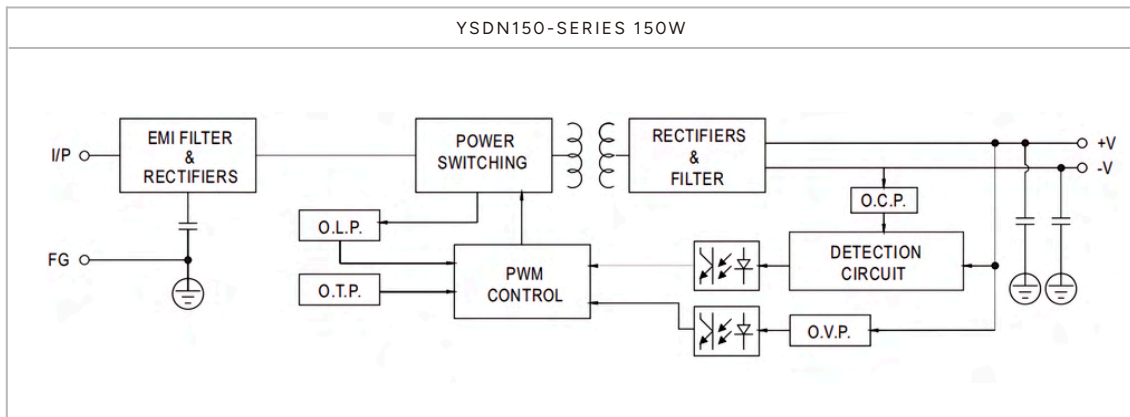 YSDN150-SERIES 150W
EMI FILTER
&
RECTIFIERS
POWER
SWITCHING
RECTIFIERS
&
FILTER
I/P
+V
-V
O.C.P.
O.L.P.
FG
PWM
CONTROL
DETECTION
CIRCUIT
O.T.P.
O.V.P.